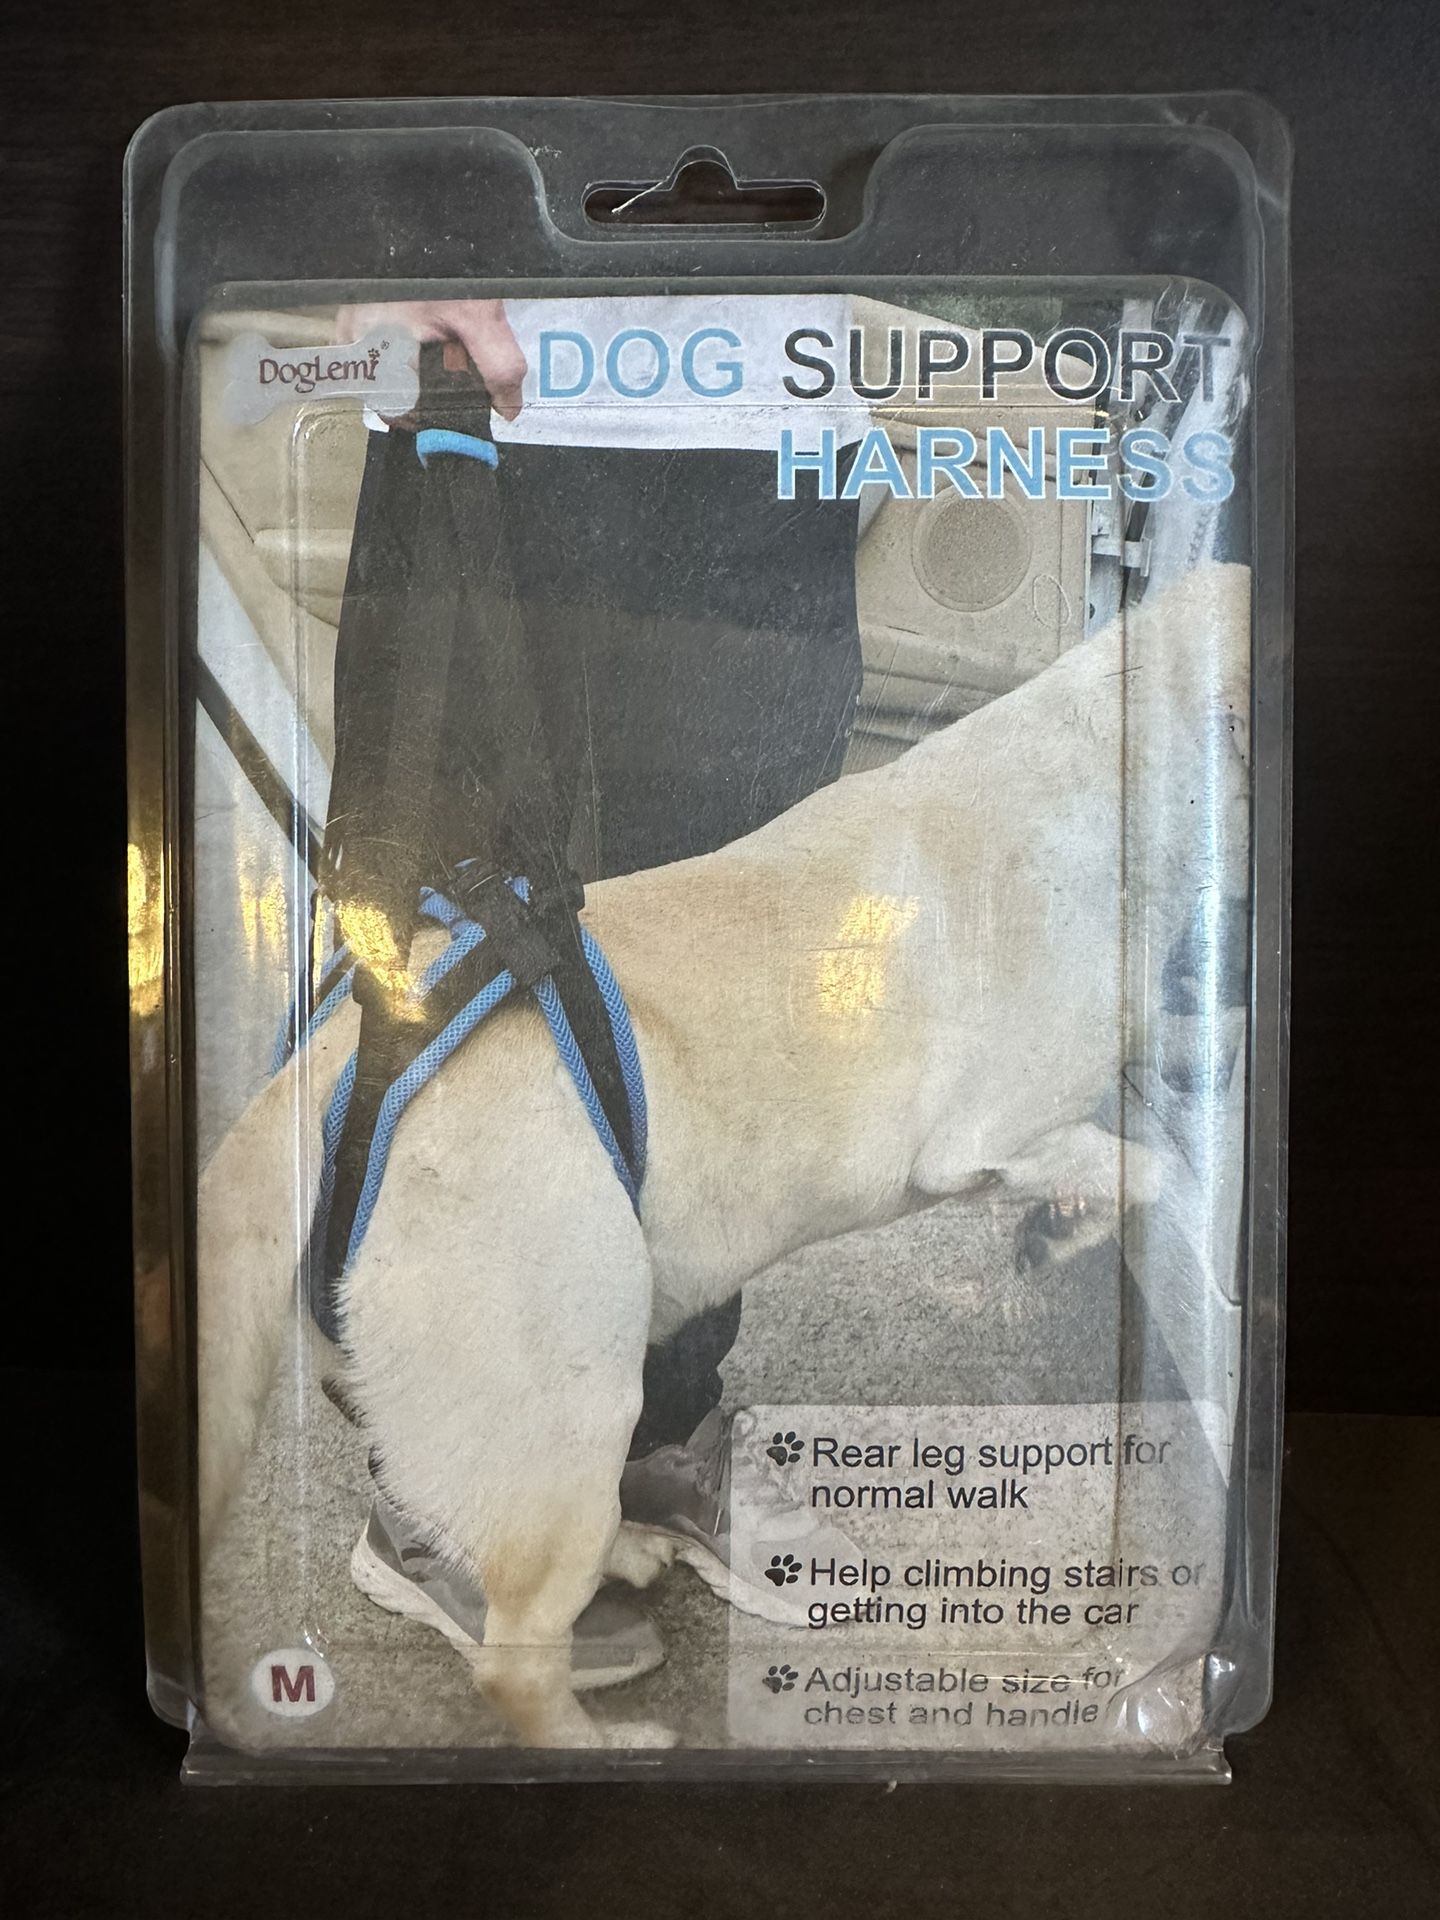 DogLemi®
DOG SUPPORT
HARNESS
Rear leg support for
normal walk
Help climbing stairs or
getting into the car
Adjustable size for
chest and handle
M